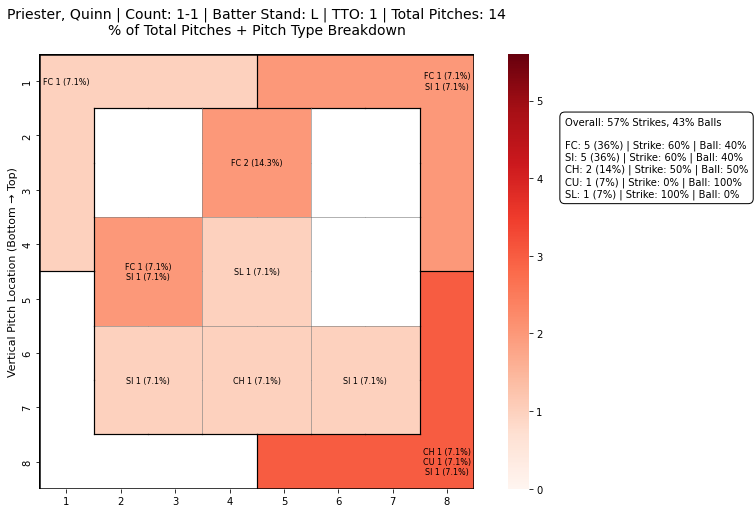 Priester, Quinn | Count: 1-1 | Batter Stand: L | TTO: 1 | Total Pitches: 14
% of Total Pitches + Pitch Type Breakdown
Vertical Pitch Location (Bottom → Top)
1
2
3
4
5
6
7
8
FC 1 (7.1%)
FC 1 (7.1%)
SI 1 (7.1%)
FC 2 (14.3%)
FC 1 (7.1%)
SI 1 (7.1%)
SL 1 (7.1%)
SI 1 (7.1%)
CH 1 (7.1%)
SI 1 (7.1%)
CH 1 (7.1%)
CU 1 (7.1%)
SI 1 (7.1%)
1
2
3
4
5
6
7
8
5
4
3
2
1
0
Overall: 57% Strikes, 43% Balls
FC: 5 (36%) | Strike: 60% | Ball: 40%
SI: 5 (36%) | Strike: 60% | Ball: 40%
CH: 2 (14%) | Strike: 50% | Ball: 50%
CU: 1 (7%) | Strike: 0% | Ball: 100%
SL: 1 (7%) | Strike: 100% | Ball: 0%